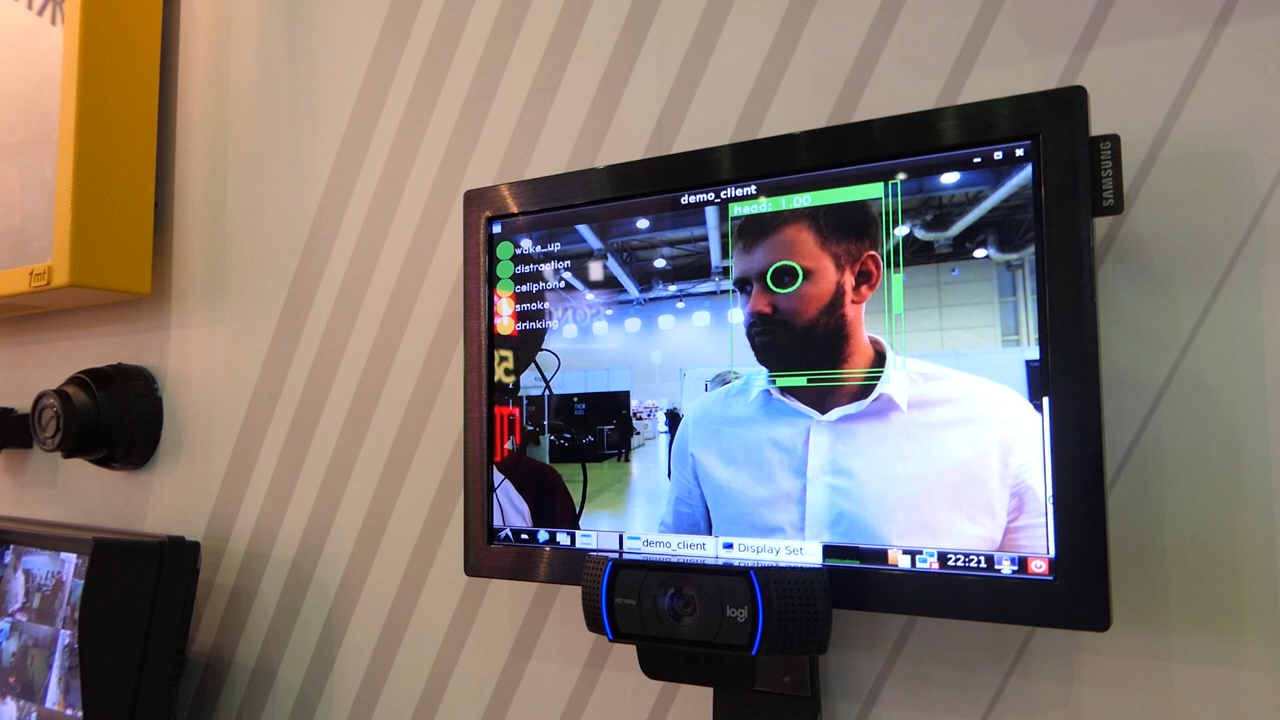 1mt
demo_client
SAMSUNG
head: 1.00
wake_up
distraction
cellphone
smoke
drinking
demo_client
Display Set...
22:21
logi